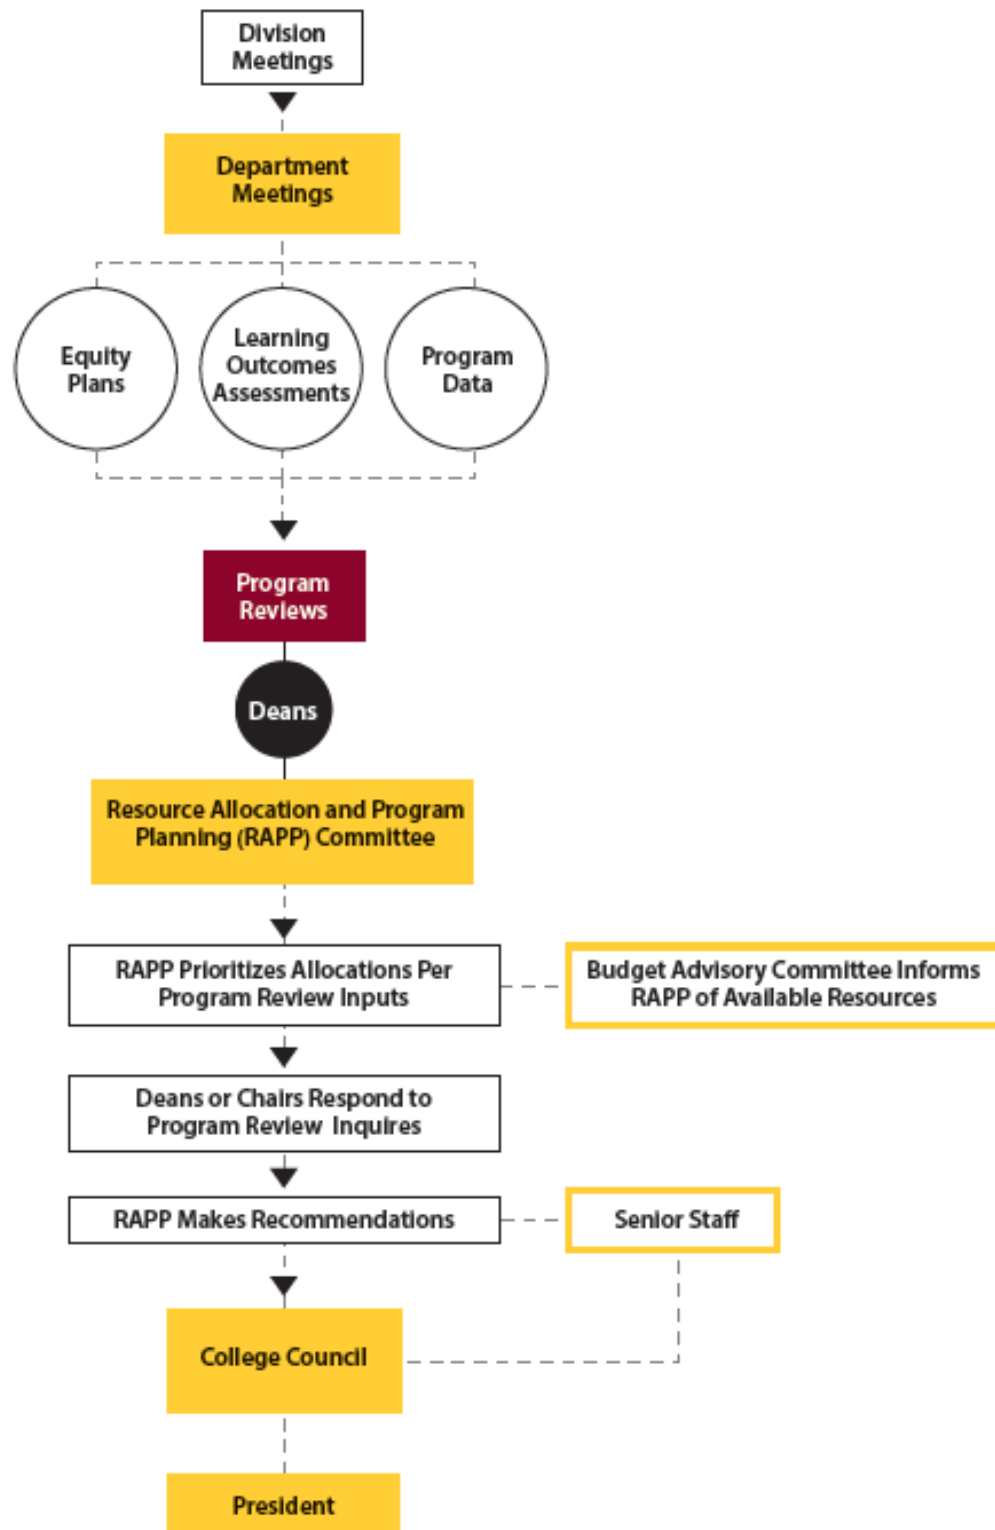 Division
Meetings
Department
Meetings
Equity
Plans
Learning
Outcomes
Assessments
Program
Data
Program
Reviews
Deans
Resource Allocation and Program
Planning (RAPP) Committee
RAPP Prioritizes Allocations Per
Program Review Inputs
Budget Advisory Committee Informs
RAPP of Available Resources
Deans or Chairs Respond to
Program Review Inquires
RAPP Makes Recommendations
Senior Staff
College Council
President